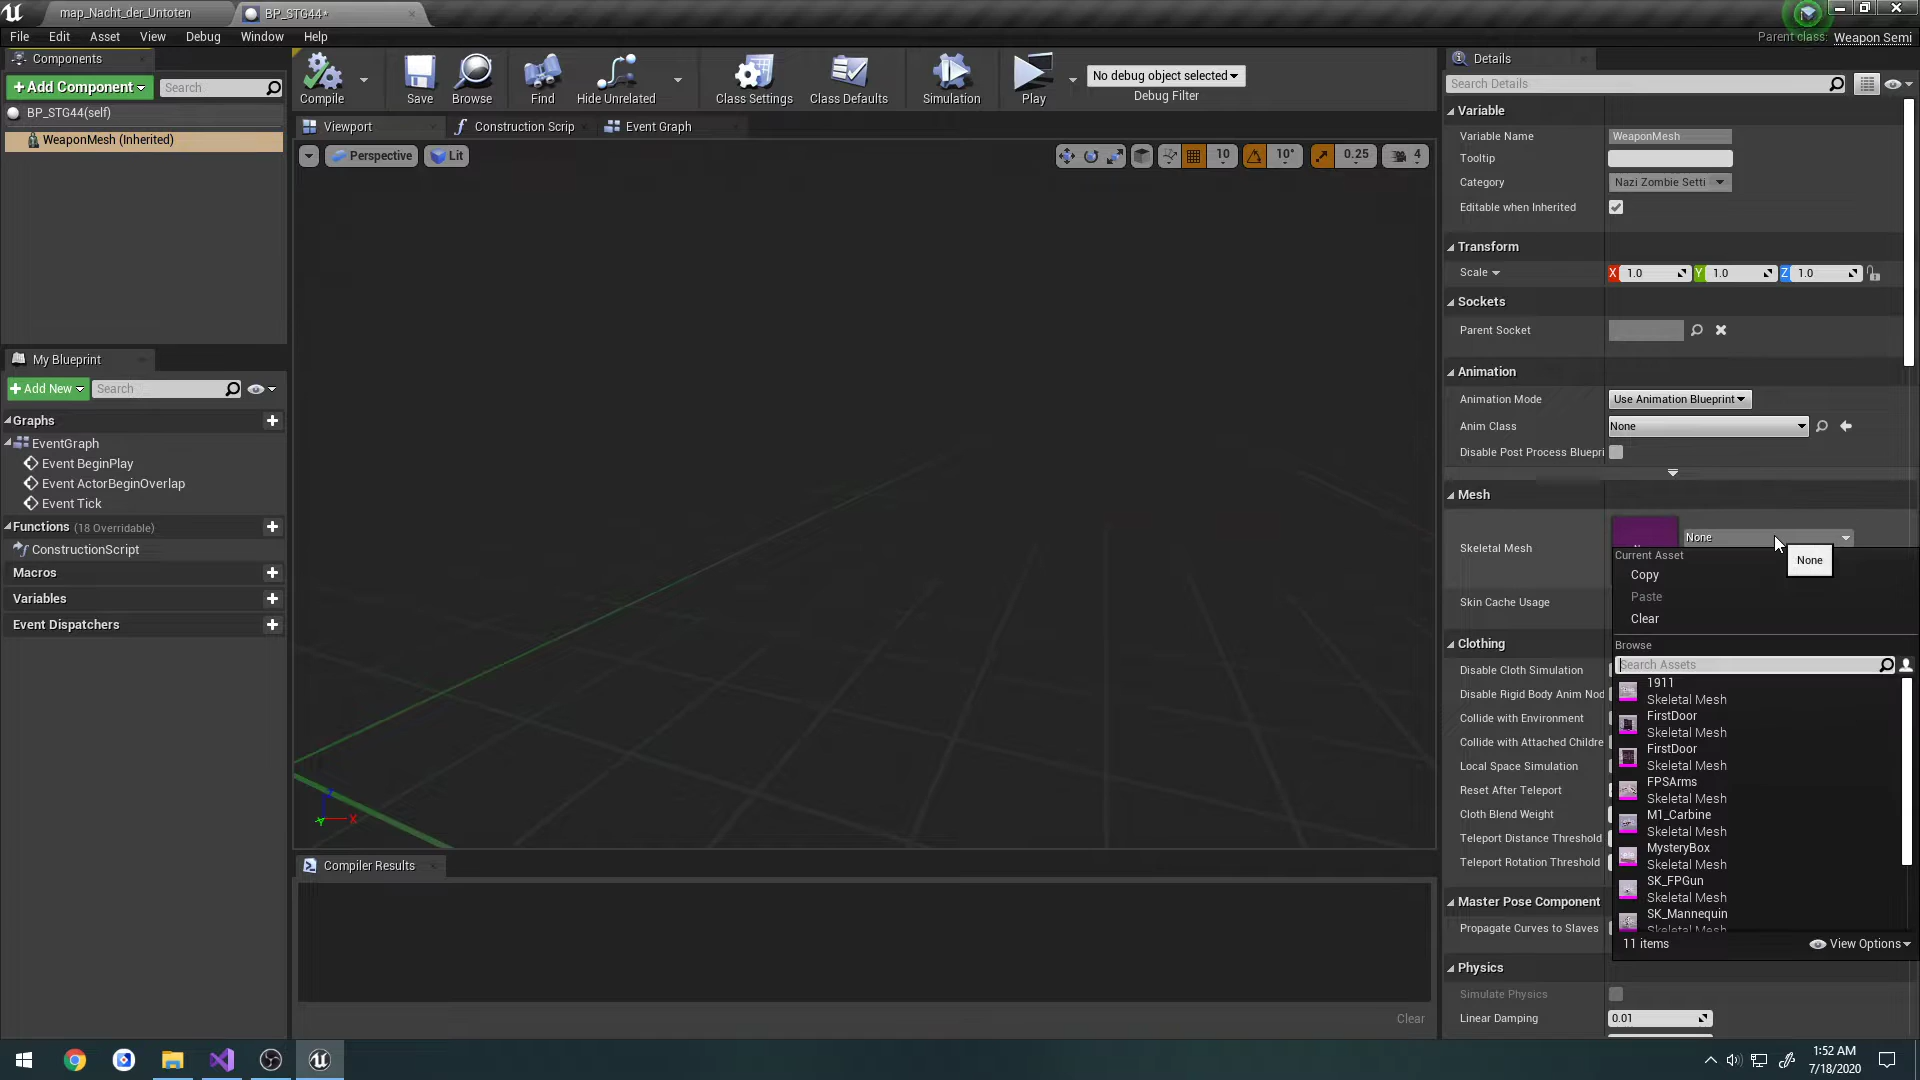 map_Nacht_der_Untoten
BP_STG44*
File Edit Asset View Debug Window Help
Parent class: Weapon Semi
Components
+Add Component
Search
BP_STG44(self)
WeaponMesh (Inherited)
Compile
Save
Browse
Find
Hide Unrelated
Class Settings
Class Defaults
Simulation
Play
No debug object selected
Debug Filter
Viewport
Construction Scrip
Event Graph
Perspective
Lit
10
10°
0.25
4
My Blueprint
+Add New
Search
Graphs
EventGraph
Event BeginPlay
Event ActorBeginOverlap
Event Tick
Functions (18 Overridable)
ConstructionScript
Macros
Variables
Event Dispatchers
X
Compiler Results
Clear
Details
Search Details
Variable
Variable Name WeaponMesh
Tooltip
Category Nazi Zombie Setti
Editable when Inherited
Transform
Scale X 1.0 Y 1.0 Z 1.0
Sockets
Parent Socket
Animation
Animation Mode Use Animation Blueprint
Anim Class None
Disable Post Process Bluepri
Mesh
Skeletal Mesh None
None
Current Asset
Copy
Paste
Clear
Browse
Search Assets
1911
Skeletal Mesh
FirstDoor
Skeletal Mesh
FirstDoor
Skeletal Mesh
FPSArms
Skeletal Mesh
M1_Carbine
Skeletal Mesh
MysteryBox
Skeletal Mesh
SK_FPGun
Skeletal Mesh
SK_Mannequin
Skeletal Mesh
11 items
View Options
Skin Cache Usage
Clothing
Disable Cloth Simulation
Disable Rigid Body Anim Nod
Collide with Environment
Collide with Attached Childre
Local Space Simulation
Reset After Teleport
Cloth Blend Weight
Teleport Distance Threshold
Teleport Rotation Threshold
Master Pose Component
Propagate Curves to Slaves
Physics
Simulate Physics
Linear Damping 0.01
1:52 AM
7/18/2020